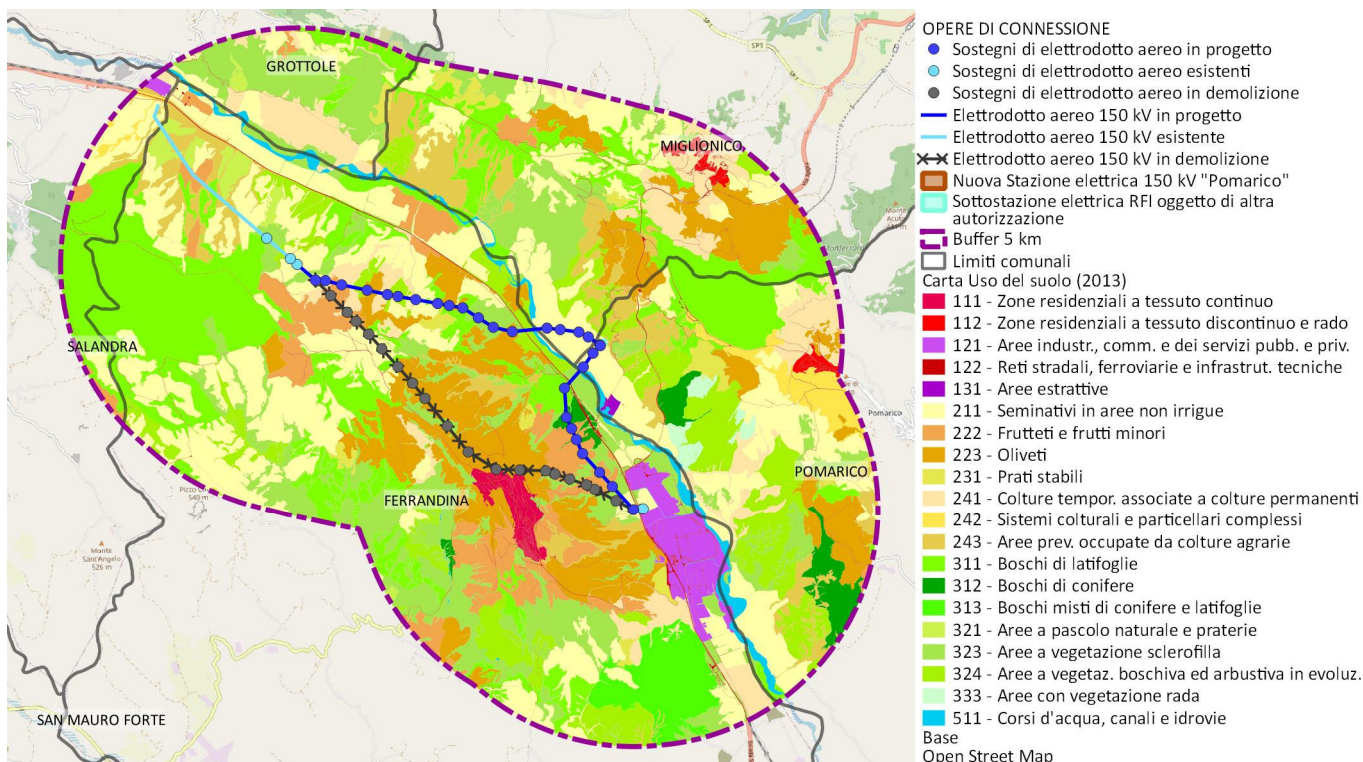 GROTTOLE
SP1
MIGLIONICO
SALANDRA
Pomarico
POMARICO
FERRANDINA
540 m
Monte
Sant'Angelo
526 m
SAN MAURO FORTE
OPERE DI CONNESSIONE
Sostegni di elettrodotto aereo in progetto
Sostegni di elettrodotto aereo esistenti
Sostegni di elettrodotto aereo in demolizione
Elettrodotto aereo 150 kV in progetto
Elettrodotto aereo 150 kV esistente
Elettrodotto aereo 150 kV in demolizione
Nuova Stazione elettrica 150 kV "Pomarico"
Sottostazione elettrica RFI oggetto di altra
autorizzazione
Buffer 5 km
Limiti comunali
Carta Uso del suolo (2013)
111 - Zone residenziali a tessuto continuo
112 - Zone residenziali a tessuto discontinuo e rado
121 - Aree industr., comm. e dei servizi pubb. e priv.
122 - Reti stradali, ferroviarie e infrastrut. tecniche
131 - Aree estrattive
211 - Seminativi in aree non irrigue
222 - Frutteti e frutti minori
223 - Oliveti
231 - Prati stabili
241 - Colture tempor. associate a colture permanenti
242 - Sistemi colturali e particellari complessi
243 - Aree prev. occupate da colture agrarie
311 - Boschi di latifoglie
312 - Boschi di conifere
313 - Boschi misti di conifere e latifoglie
321 - Aree a pascolo naturale e praterie
323 - Aree a vegetazione sclerofilla
324 - Aree a vegetaz. boschiva ed arbustiva in evoluz.
333 - Aree con vegetazione rada
511 - Corsi d'acqua, canali e idrovie
Base
Open Street Map